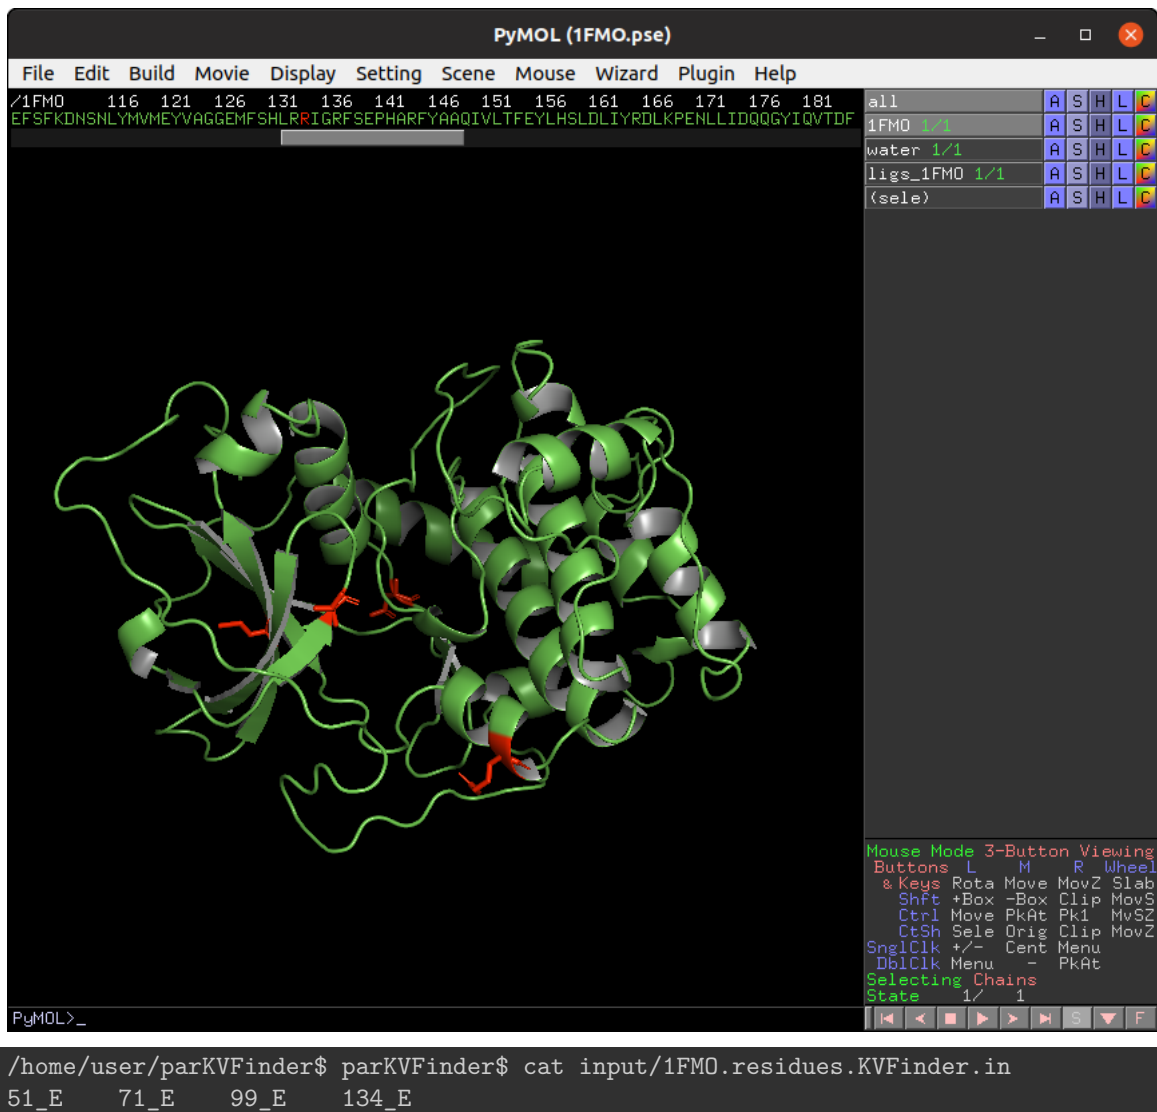 PyMOL (1FMO.pse)
File Edit Build Movie Display Setting Scene Mouse Wizard Plugin Help
/1FMO 116 121 126 131 136 141 146 151 156 161 166 171 176 181
EFSFKDNSNLYMVMEYVAGGEMFSHLRRIGRFSEPHARFYAAQIVLTFEYLHSLDLIYRDLKPENLLIDQQGYIQVTDF
all A S H L C
1FMO 1/1 A S H L C
water 1/1 A S H L C
ligs_1FMO 1/1 A S H L C
(sele) A S H L C
Mouse Mode 3-Button Viewing
Buttons L M R Wheel
& Keys Rota Move MovZ Slab
Shft +Box -Box Clip MovS
Ctrl Move PkAt Pk1 MvSZ
CtSh Sele Orig Clip MovZ
SnglClk +/- Cent Menu
DblClk Menu - PkAt
Selecting Chains
State 1/ 1
PyMOL>_
S F
/home/user/parKVFinder$ parKVFinder$ cat input/1FMO.residues.KVFinder.in
51_E 71_E 99_E 134_E